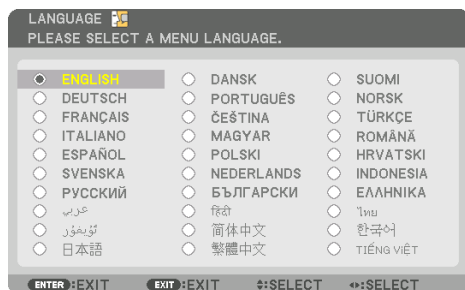 LANGUAGE
PLEASE SELECT A MENU LANGUAGE.
ENGLISH DANSK SUOMI
DEUTSCH PORTUGUÊS NORSK
FRANÇAIS ČEŠTINA TÜRKÇE
ITALIANO MAGYAR ROMÂNĂ
ESPAÑOL POLSKI HRVATSKI
SVENSKA NEDERLANDS INDONESIA
РУССКИЙ БЪЛГАРСКИ ΕΛΛΗΝΙΚΑ
عربي हिंदी ไทย
ئۇيغۇر 简体中文 한국어
日本語 繁體中文 TIẾNG VIỆT
ENTER:EXIT EXIT:EXIT :SELECT :SELECT